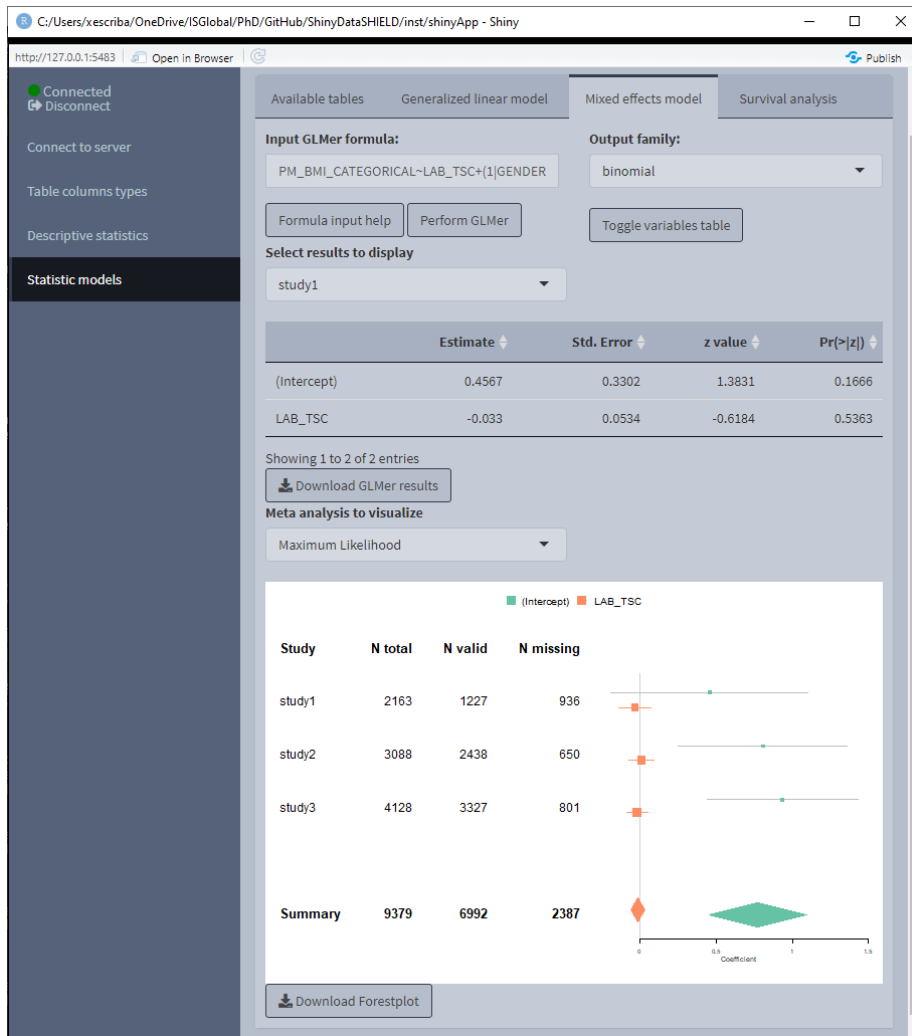 C:/Users/xescriba/OneDrive/ISGlobal/PhD/GitHub/ShinyDataSHIELD/inst/shinyApp - Shiny
http://127.0.0.1:5483 Open in Browser Publish
Connected
Disconnect
Connect to server
Table columns types
Descriptive statistics
Statistic models
Available tables Generalized linear model Mixed effects model Survival analysis
Input GLMer formula: Output family:
PM_BMI_CATEGORICAL~LAB_TSC+(1|GENDER binomial
Formula input help Perform GLMer Toggle variables table
Select results to display
study1
Estimate Std. Error z value Pr(>|z|)
(Intercept) 0.4567 0.3302 1.3831 0.1666
LAB_TSC -0.033 0.0534 -0.6184 0.5363
Showing 1 to 2 of 2 entries
Download GLMer results
Meta analysis to visualize
Maximum Likelihood
(Intercept) LAB_TSC
Study N total N valid N missing
study1 2163 1227 936
study2 3088 2438 650
study3 4128 3327 801
Summary 9379 6992 2387
0 0.5 1 1.5
Coefficient
Download Forestplot